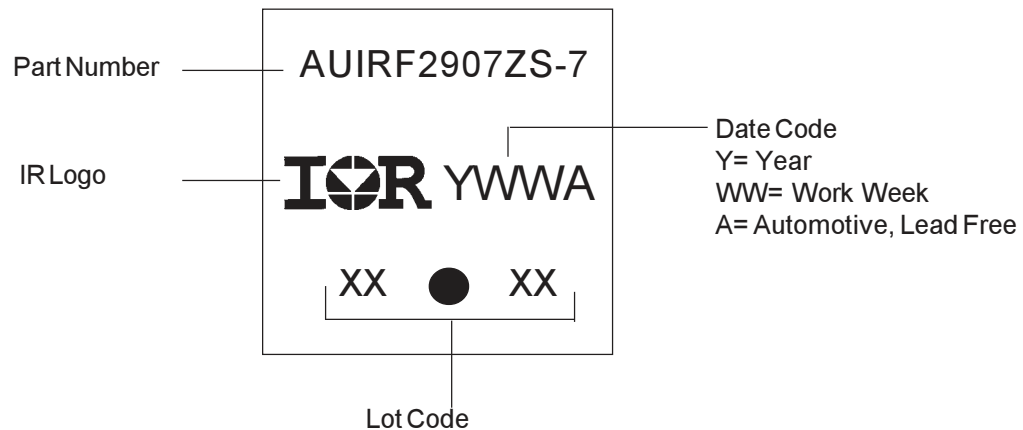 Part Number
AUIRF2907ZS-7
IR Logo
IOR YWWA
Date Code
Y= Year
WW= Work Week
A= Automotive, Lead Free
XX XX
Lot Code